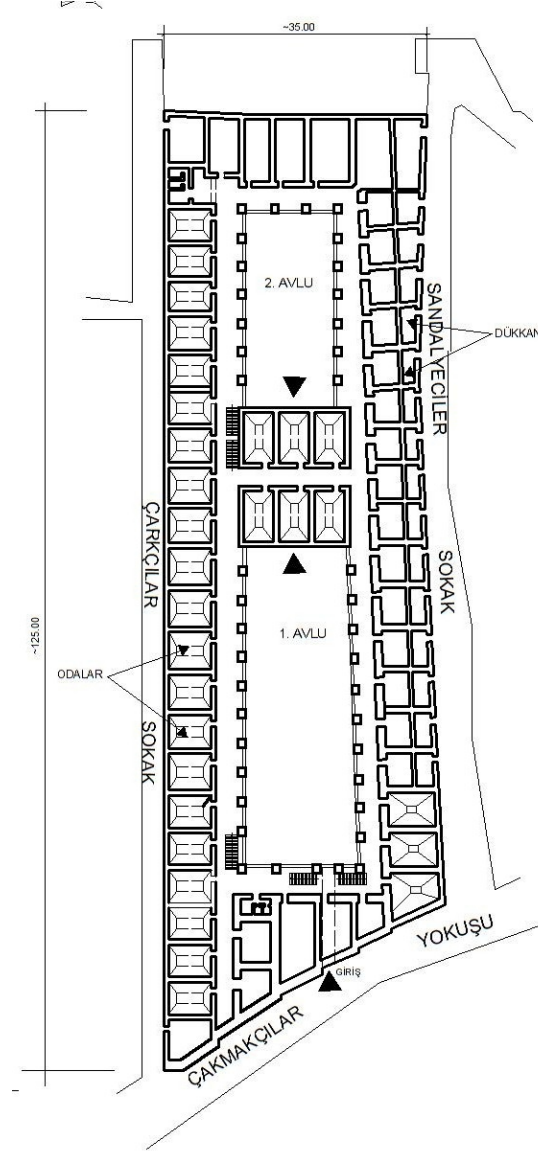 ~35.00
2. AVLU
SANDALYECİLER
DÜKKAN
ÇARKÇILAR
SOKAK
~125.00
1. AVLU
ODALAR
SOKAK
YOKUŞU
GİRİŞ
ÇAKMAKÇILAR